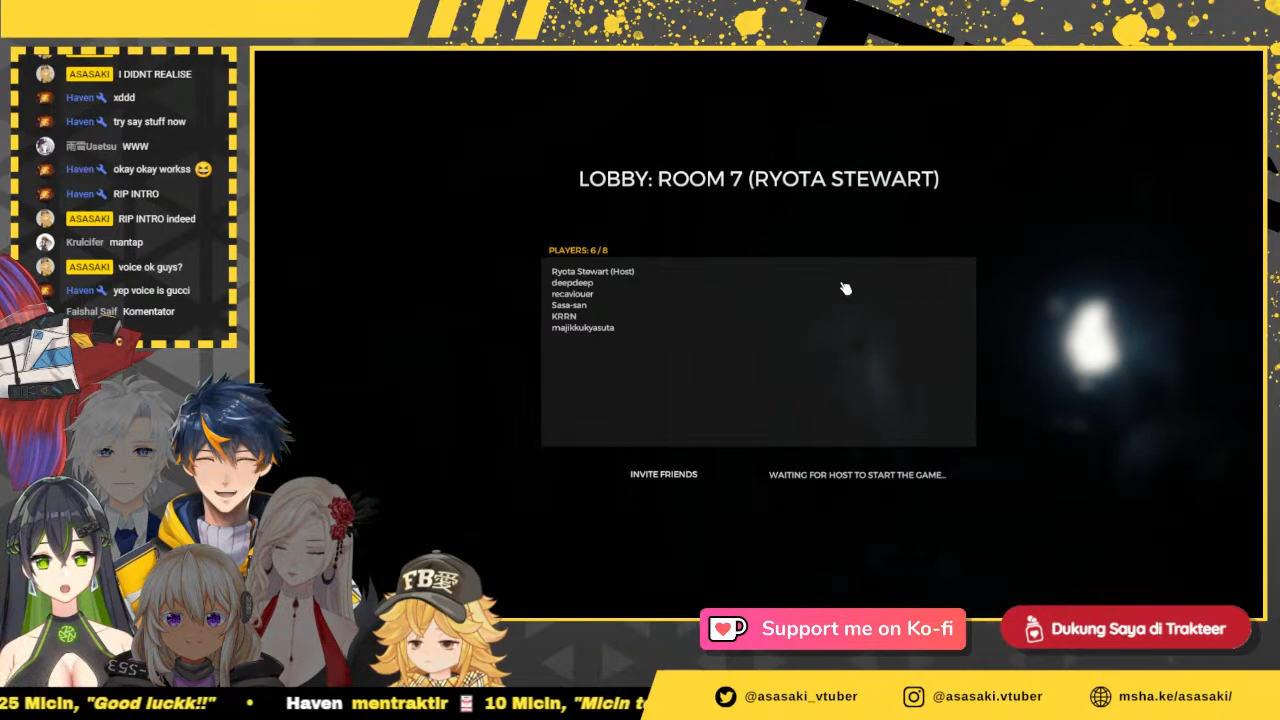 ASASAKI I DIDNT REALISE
Haven xddd
Haven try say stuff now
雨雪Usetsu WWW
Haven okay okay workss
Haven RIP INTRO
ASASAKI RIP INTRO indeed
Krulcifer mantap
ASASAKI voice ok guys?
Haven yep voice is gucci
Faishal Saif Komentator
LOBBY: ROOM 7 (RYOTA STEWART)
PLAYERS: 6 / 8
Ryota Stewart (Host)
deepdeep
recaviouer
Sasa-san
KRRN
majikkukyasuta
INVITE FRIENDS
WAITING FOR HOST TO START THE GAME...
FB愛
Support me on Ko-fi
Dukung Saya di Trakteer
25 Micin, "Good luckk!!" • Haven mentraktir 10 Micin, "Micin
@asasaki_vtuber
@asasaki.vtuber
msha.ke/asasaki/